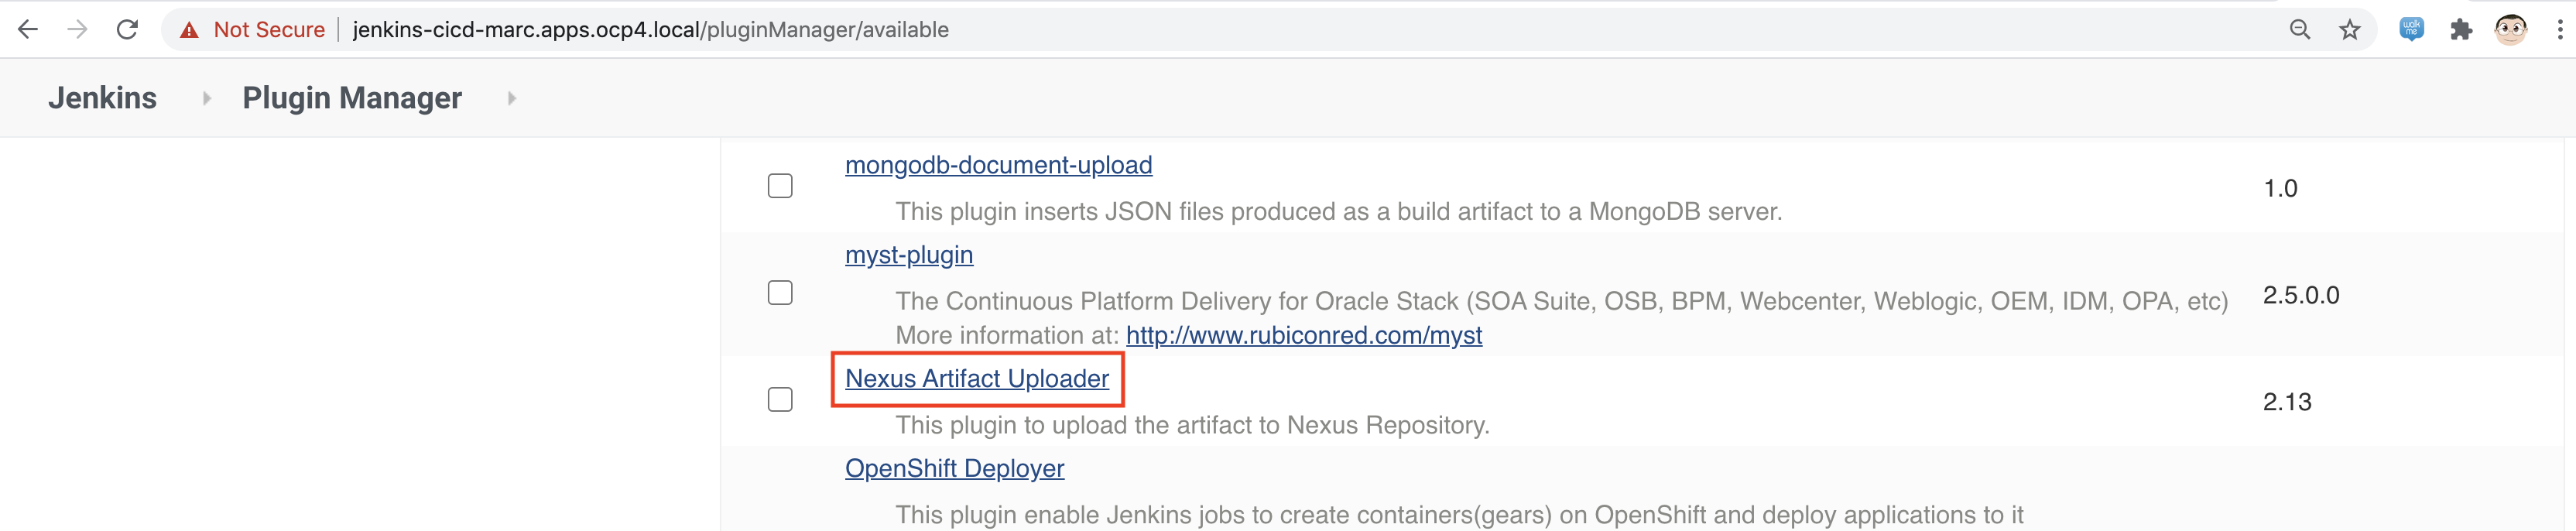 Not Secure | jenkins-cicd-marc.apps.ocp4.local/pluginManager/available
walk me
Jenkins Plugin Manager
mongodb-document-upload
This plugin inserts JSON files produced as a build artifact to a MongoDB server.
1.0
myst-plugin
The Continuous Platform Delivery for Oracle Stack (SOA Suite, OSB, BPM, Webcenter, Weblogic, OEM, IDM, OPA, etc)
More information at: http://www.rubiconred.com/myst
2.5.0.0
Nexus Artifact Uploader
This plugin to upload the artifact to Nexus Repository.
2.13
OpenShift Deployer
This plugin enable Jenkins jobs to create containers(gears) on OpenShift and deploy applications to it